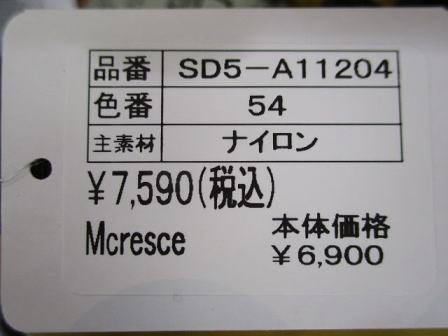 品番 SD5-A11204
色番 54
主素材 ナイロン
¥7,590(税込)
Mcresce 本体価格
¥6,900